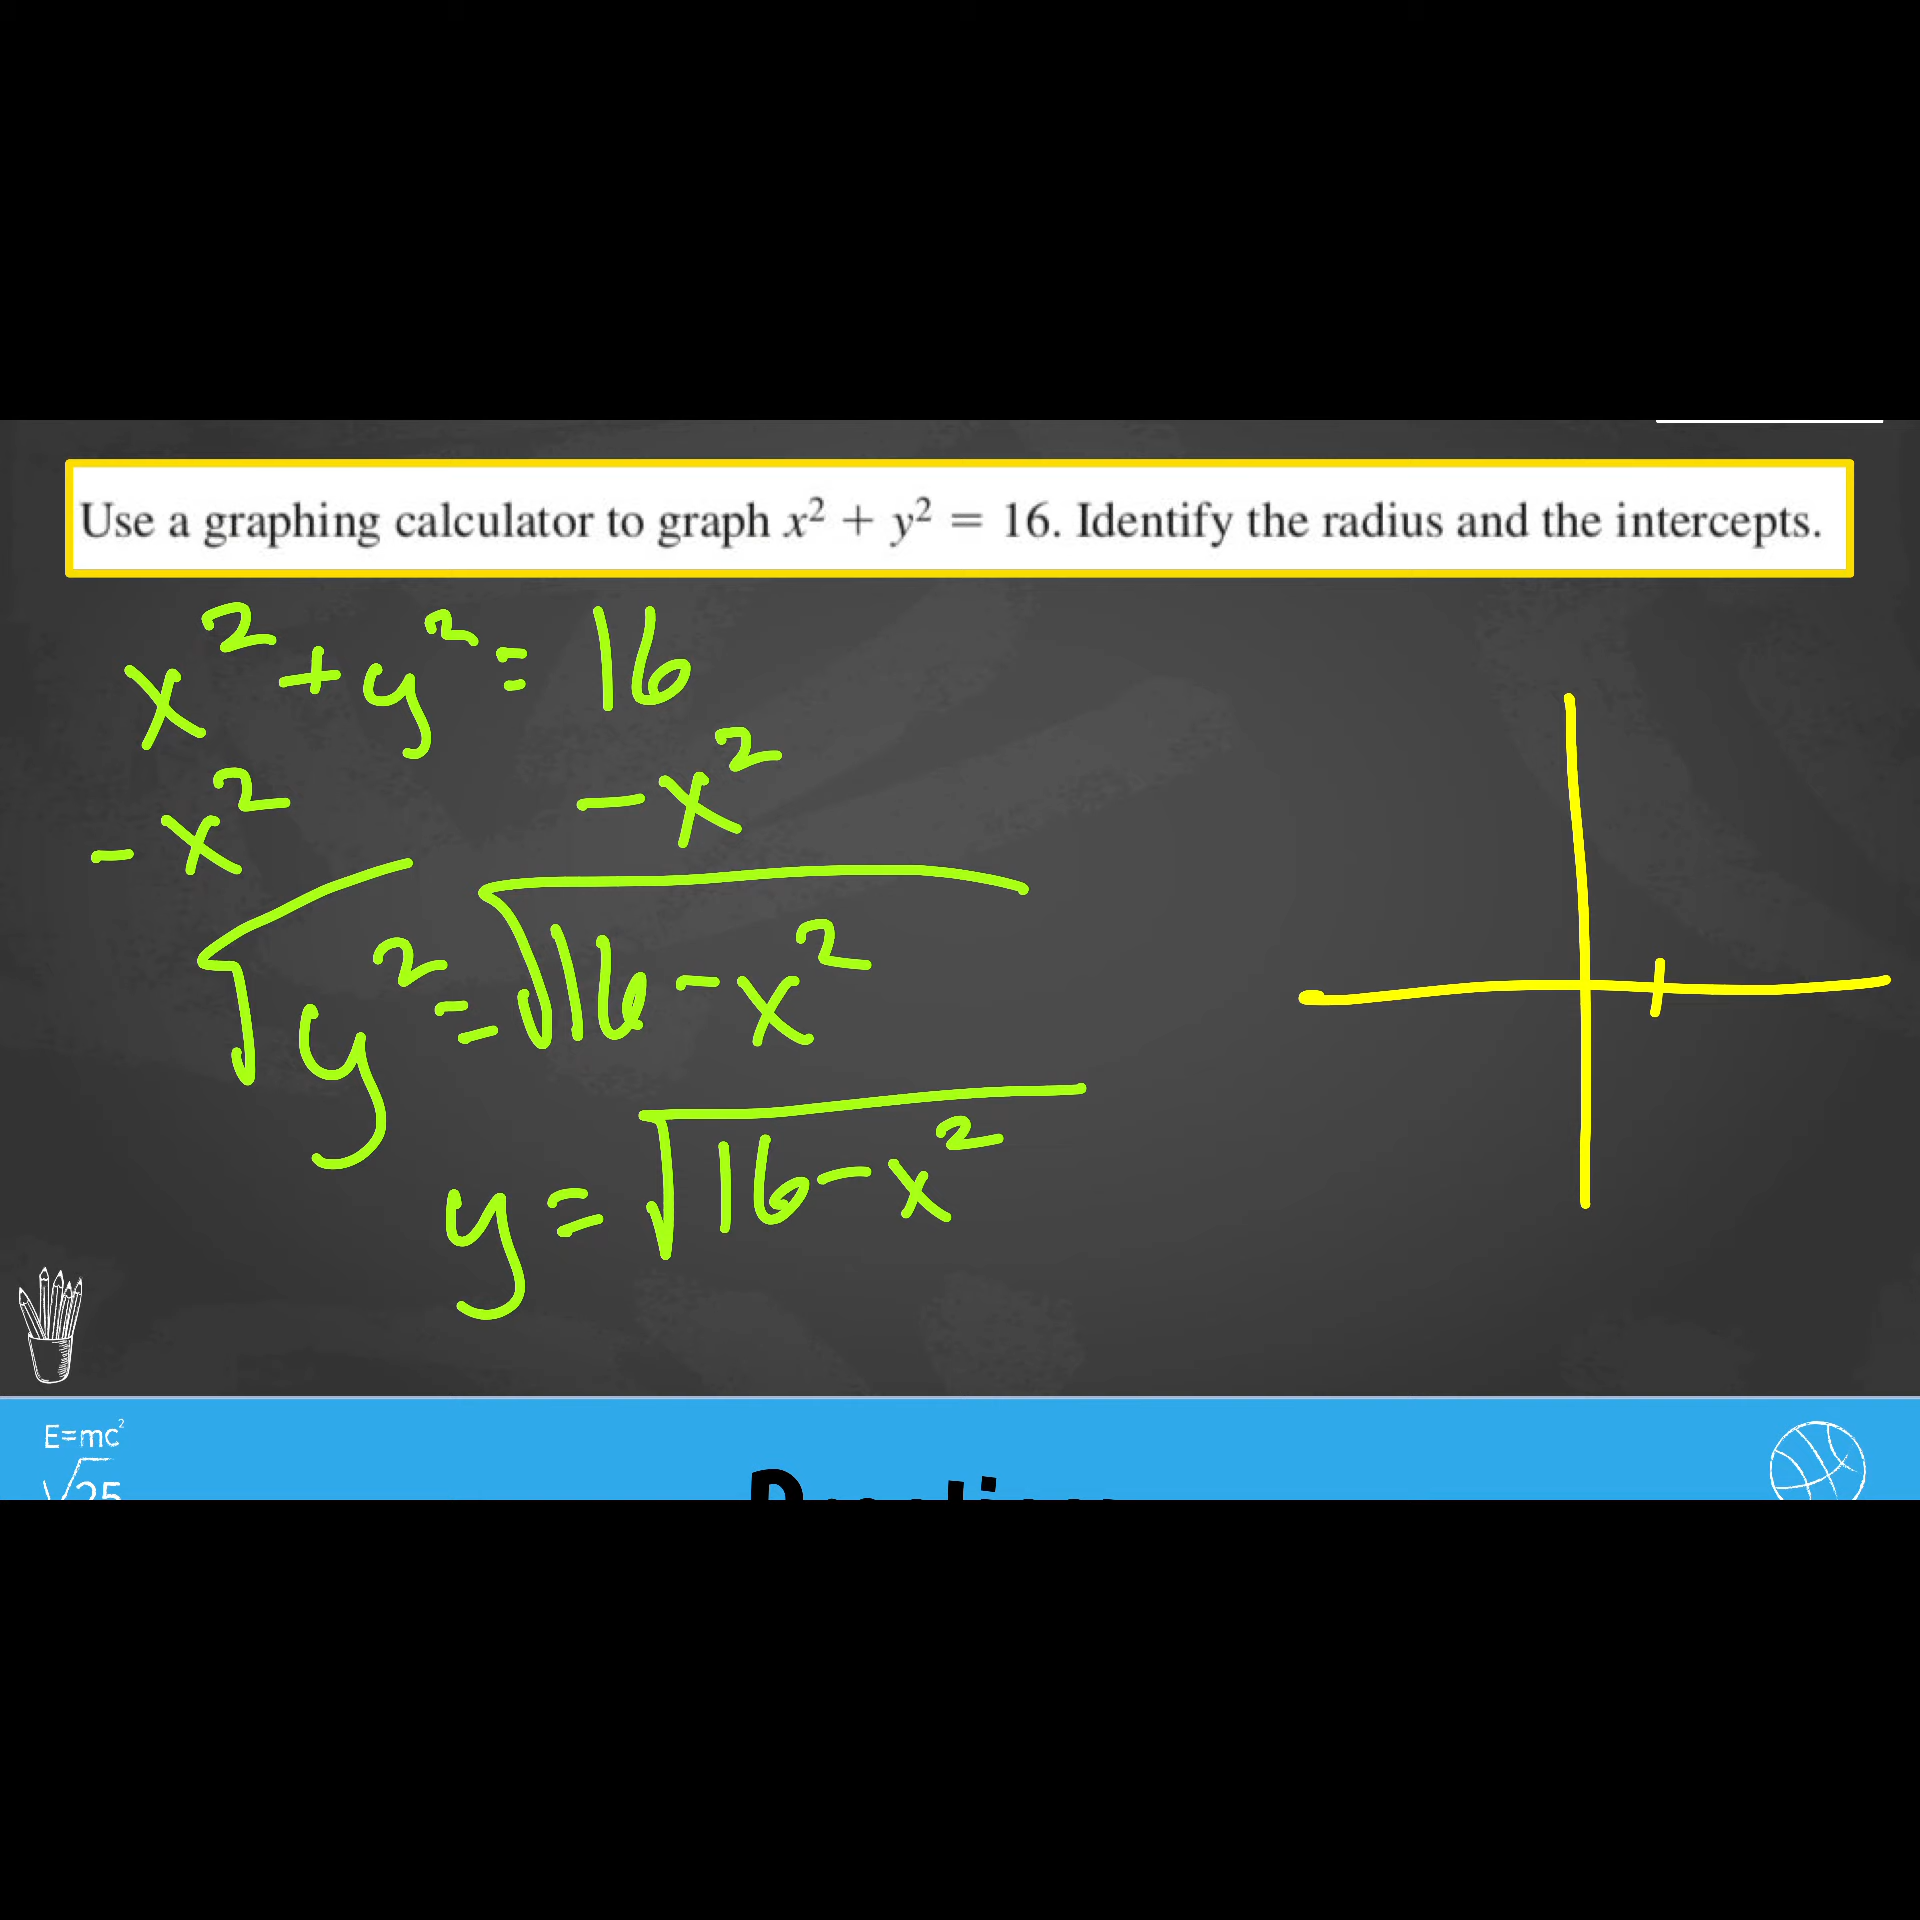 Use a graphing calculator to graph x² + y² = 16. Identify the radius and the intercepts.
x² + y² = 16
- x² - x²
√y² = √16 - x²
y = √16 - x²
E=mc²
√25